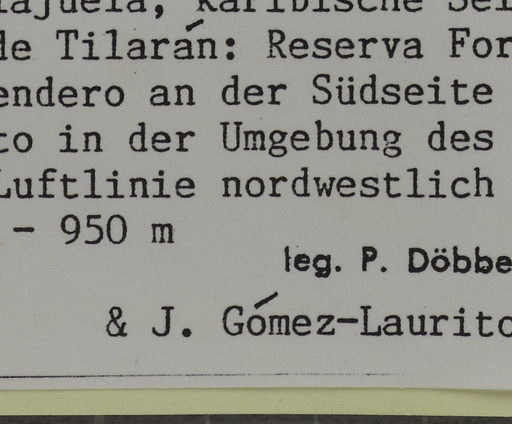 lajuela, karibische Sei
de Tilarán: Reserva For
endero an der Südseite
to in der Umgebung des
Luftlinie nordwestlich
– 950 m
leg. P. Döbbe
& J. Gómez-Laurito